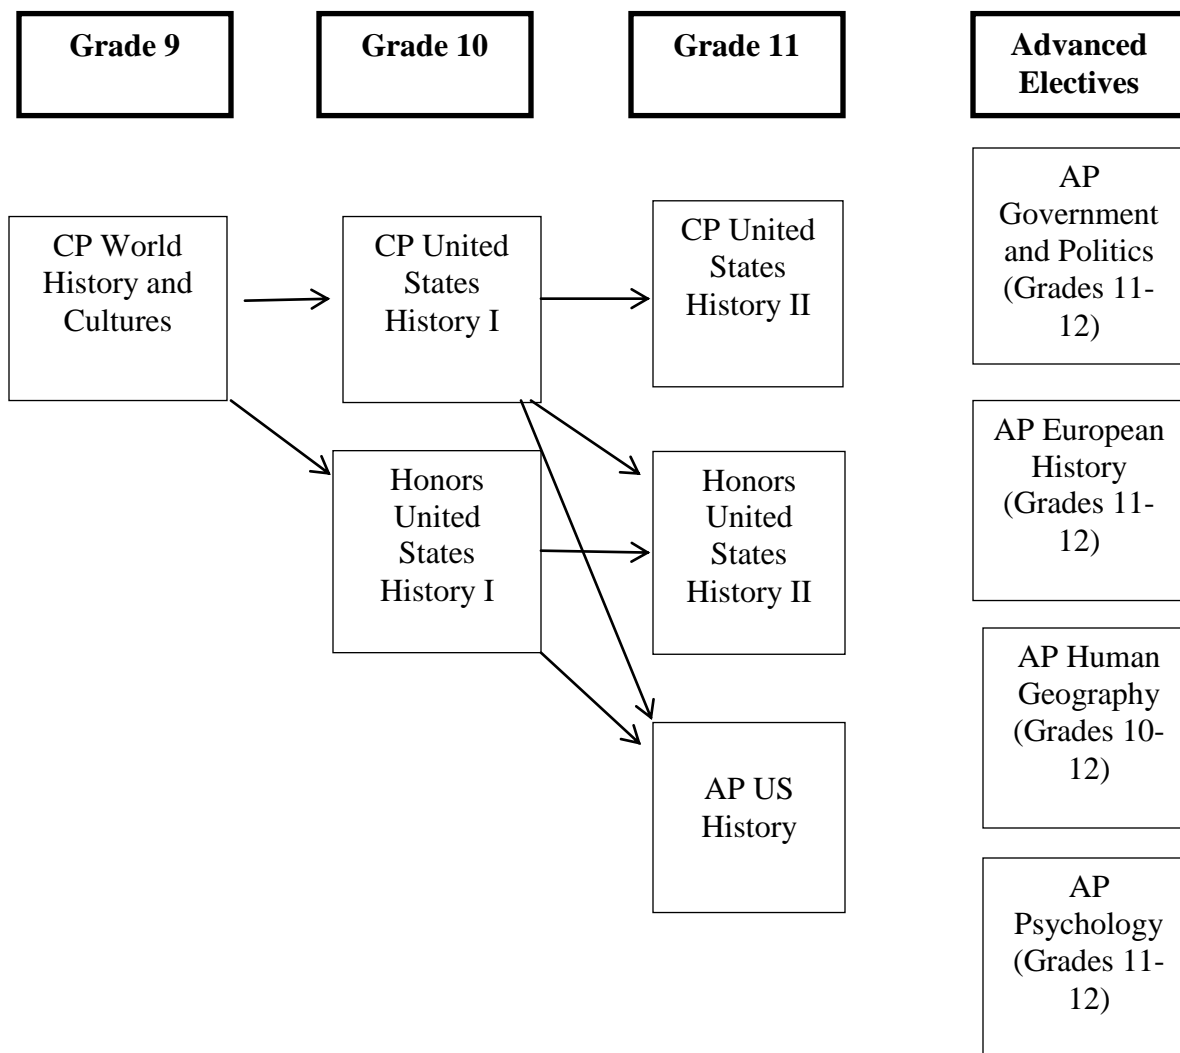 Grade 9
Grade 10
Grade 11
Advanced
Electives
CP World
History and
Cultures
CP United
States
History I
CP United
States
History II
Honors
United
States
History I
Honors
United
States
History II
AP US
History
AP
Government
and Politics
(Grades 11-
12)
AP European
History
(Grades 11-
12)
AP Human
Geography
(Grades 10-
12)
AP
Psychology
(Grades 11-
12)